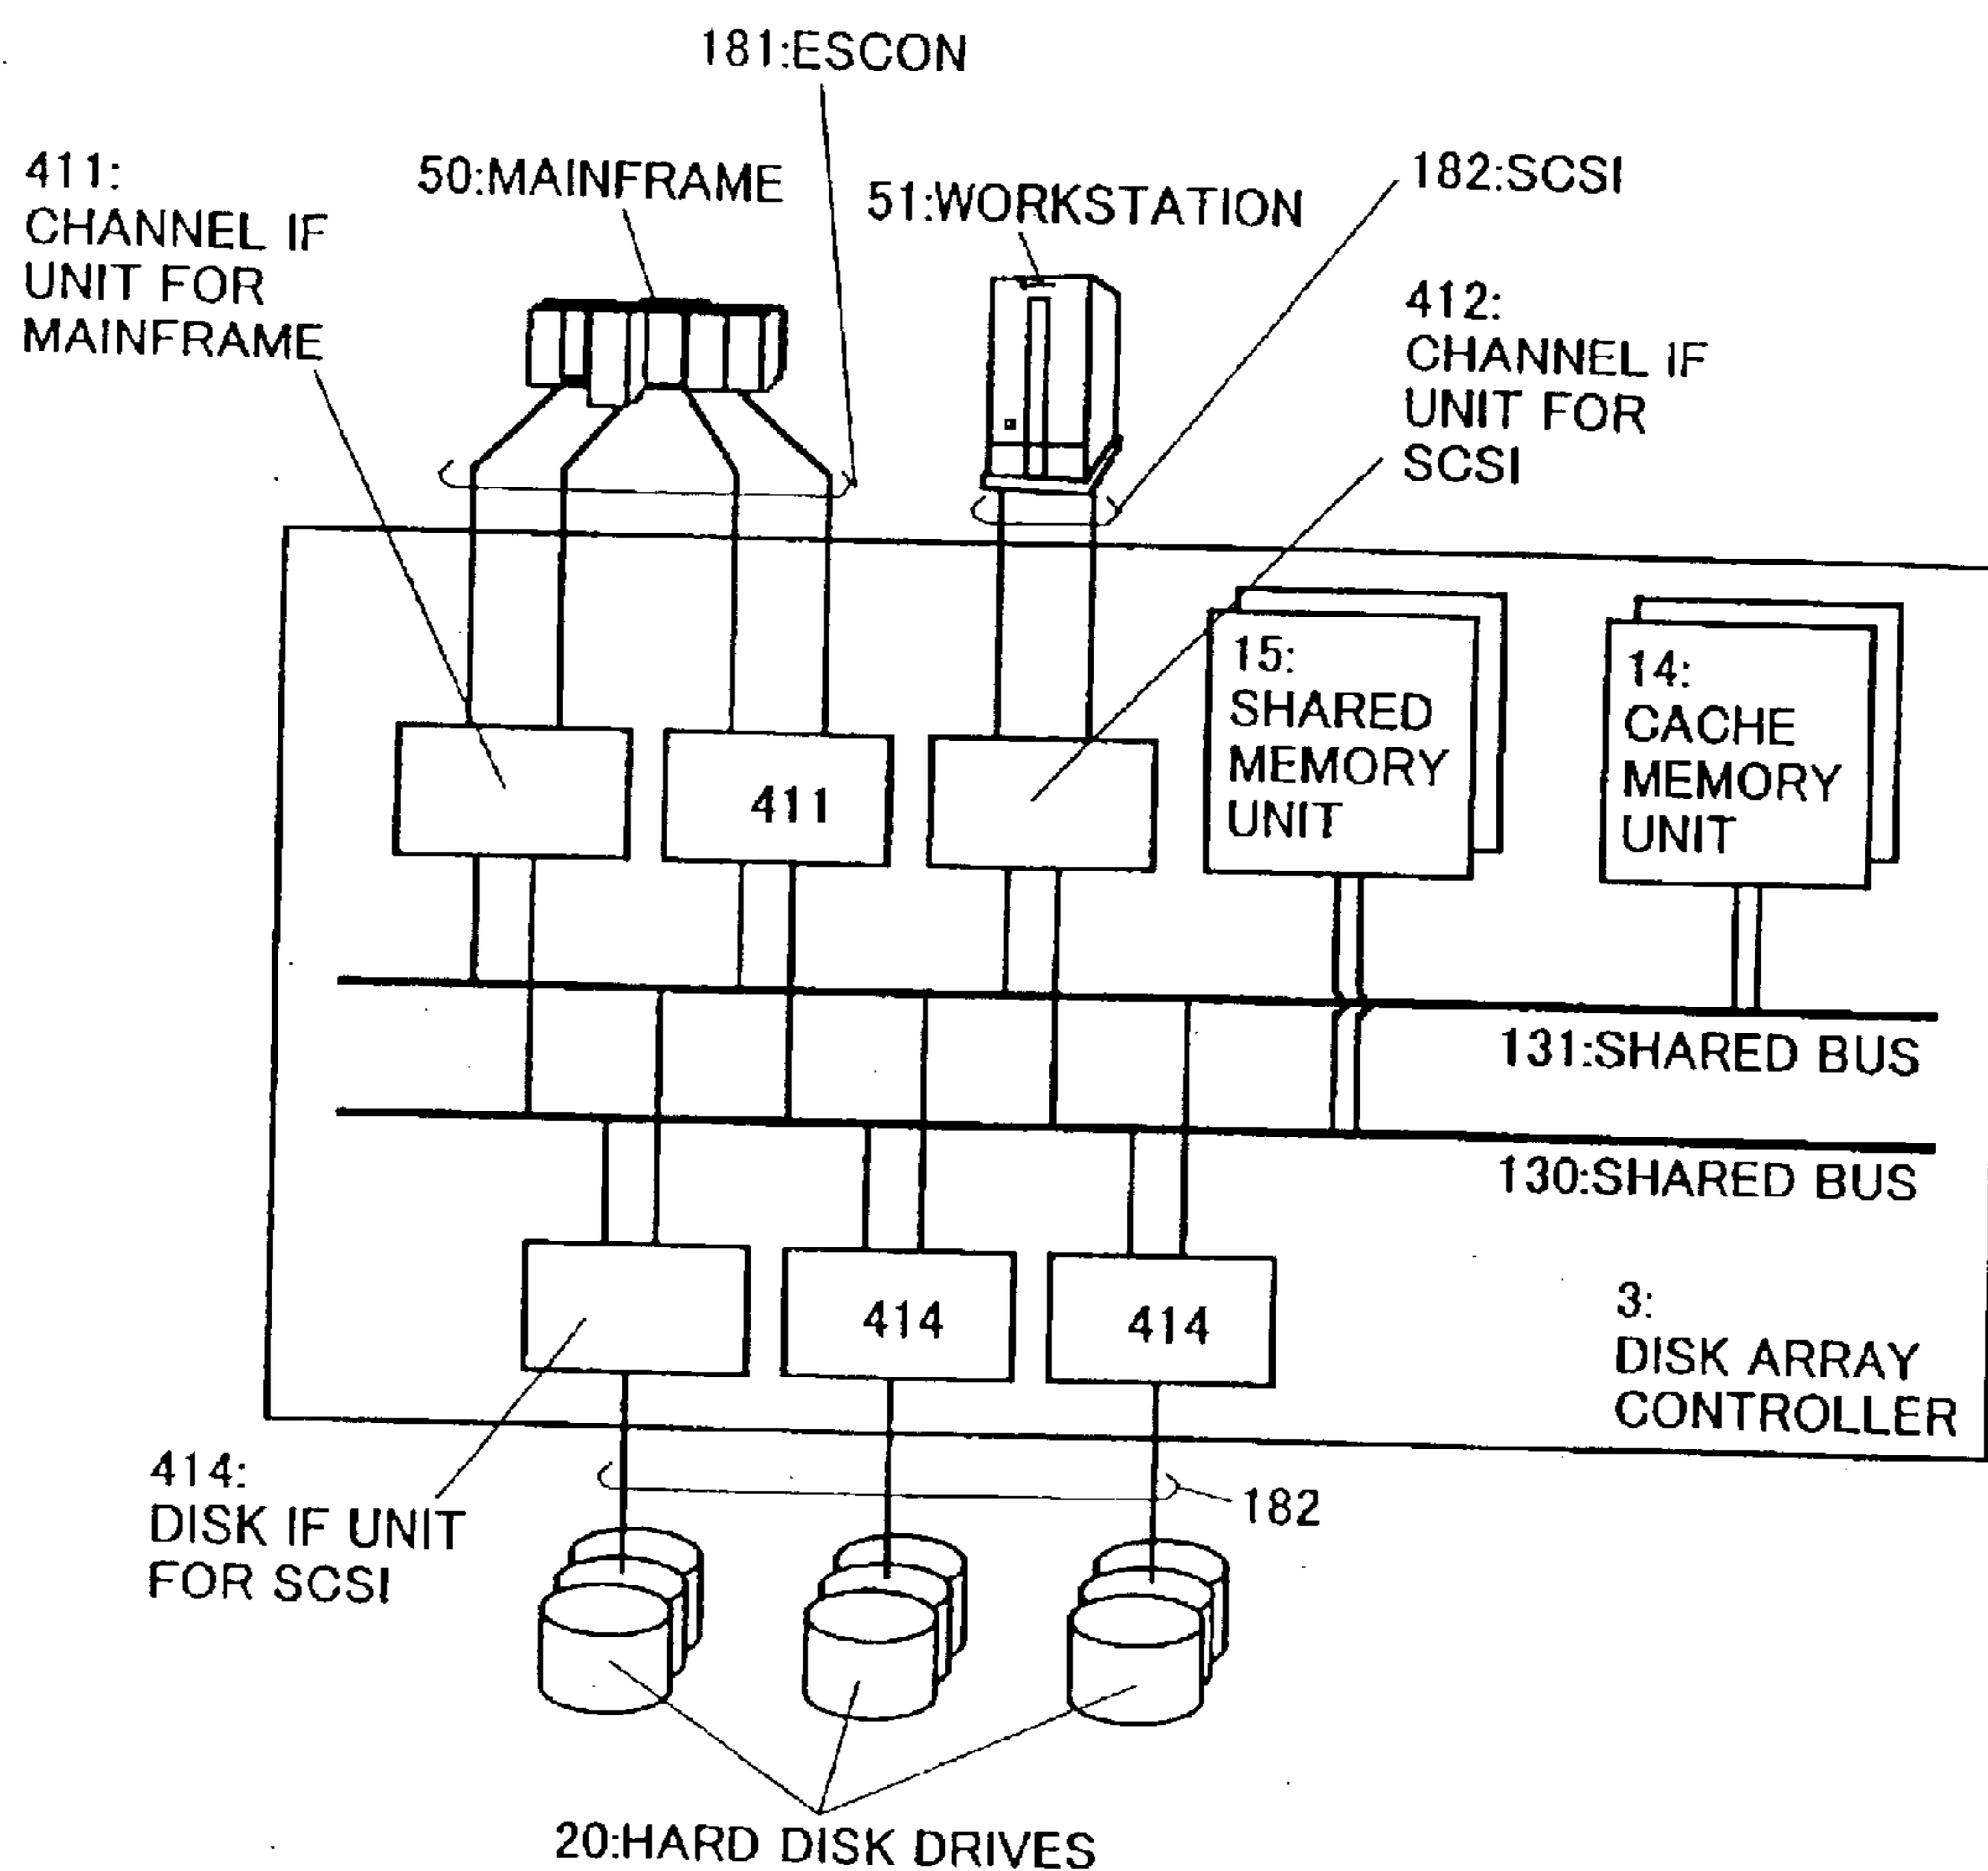 181:ESCON
411:
CHANNEL IF
UNIT FOR
MAINFRAME
50:MAINFRAME
51:WORKSTATION
182:SCSI
412:
CHANNEL IF
UNIT FOR
SCSI
15:
SHARED
MEMORY
UNIT
14:
CACHE
MEMORY
UNIT
411
131:SHARED BUS
130:SHARED BUS
414
414
3:
DISK ARRAY
CONTROLLER
414:
DISK IF UNIT
FOR SCSI
182
20:HARD DISK DRIVES